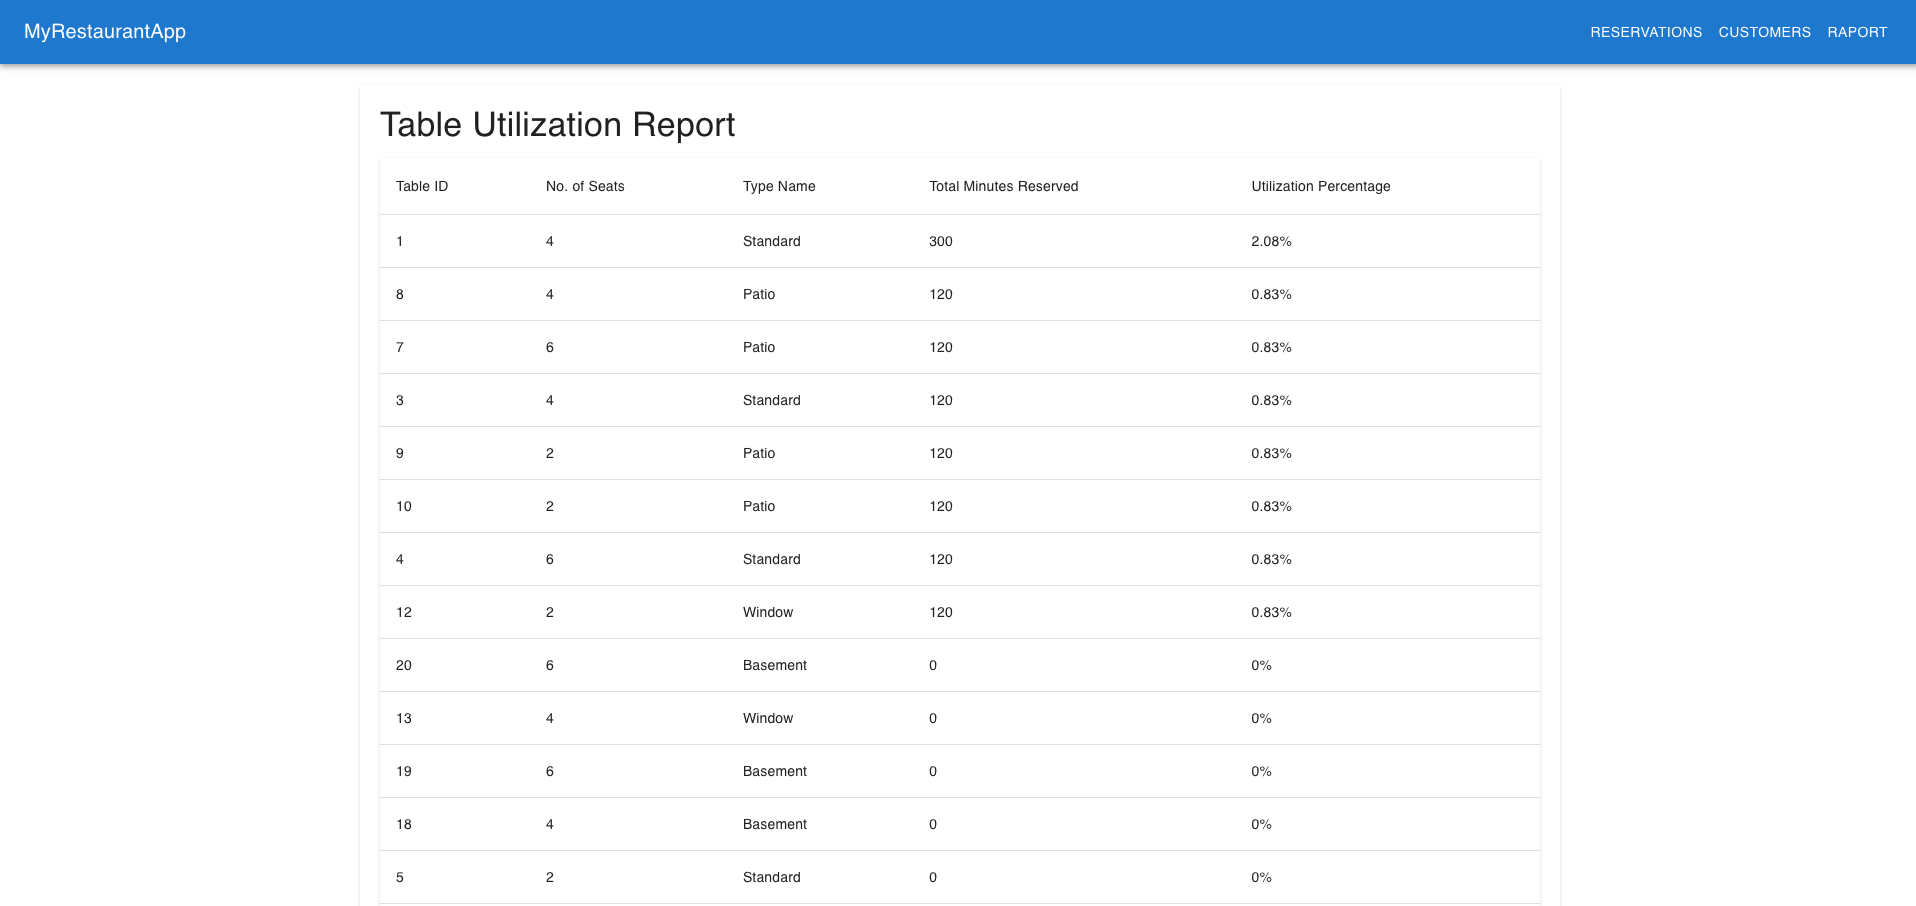 MyRestaurantApp RESERVATIONS CUSTOMERS RAPORT
Table Utilization Report
Table ID No. of Seats Type Name Total Minutes Reserved Utilization Percentage
1 4 Standard 300 2.08%
8 4 Patio 120 0.83%
7 6 Patio 120 0.83%
3 4 Standard 120 0.83%
9 2 Patio 120 0.83%
10 2 Patio 120 0.83%
4 6 Standard 120 0.83%
12 2 Window 120 0.83%
20 6 Basement 0 0%
13 4 Window 0 0%
19 6 Basement 0 0%
18 4 Basement 0 0%
5 2 Standard 0 0%